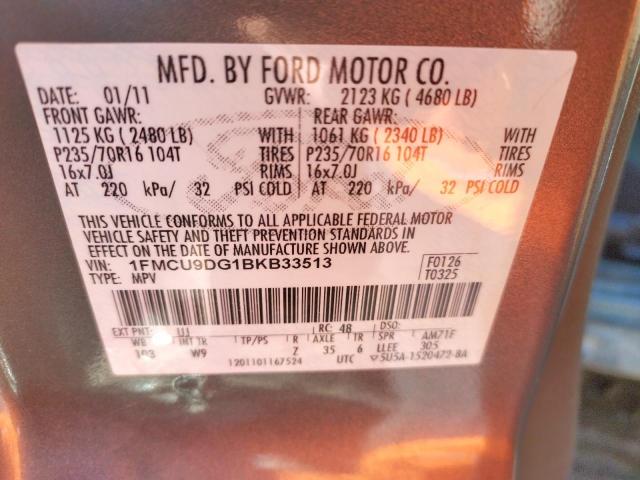 MFD. BY FORD MOTOR CO.
DATE: 01/11 GVWR: 2123 KG ( 4680 LB)
FRONT GAWR: REAR GAWR:
1125 KG ( 2480 LB) WITH 1061 KG ( 2340 LB) WITH
P235/70R16 104T TIRES P235/70R16 104T TIRES
16x7.0J RIMS 16x7.0J RIMS
AT 220 kPa/ 32 PSI COLD AT 220 kPa/ 32 PSI COLD
THIS VEHICLE CONFORMS TO ALL APPLICABLE FEDERAL MOTOR
VEHICLE SAFETY AND THEFT PREVENTION STANDARDS IN
EFFECT ON THE DATE OF MANUFACTURE SHOWN ABOVE.
VIN: 1FMCU9DG1BKB33513 F0126
TYPE: MPV T0325
EXT PNT: UJ RC: 48 DSO:
WB INT TR TP/PS R AXLE TR SPR AM71F
103 W9 Z 35 6 LLEE 305
1201101167524 UTC 5U5A-1520472-8A